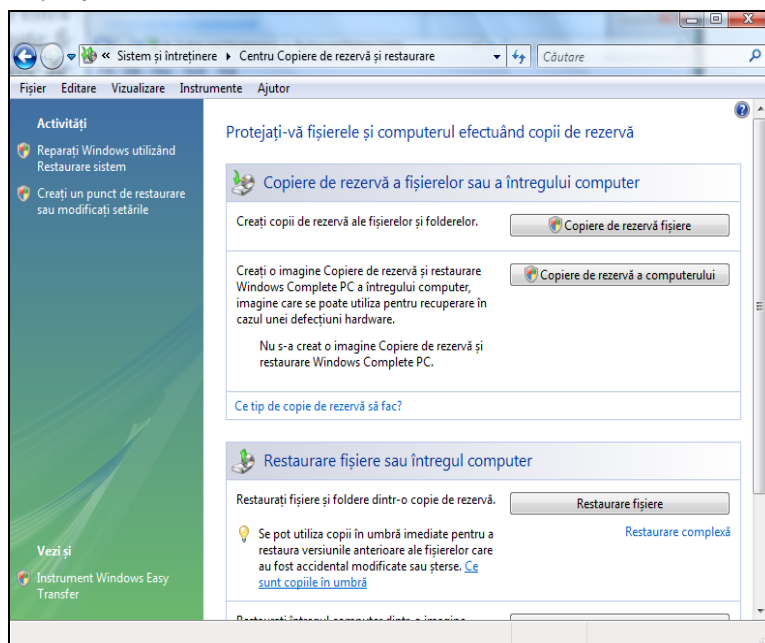 « Sistem și întreținere ▸ Centru Copiere de rezervă și restaurare
Căutare
Fișier Editare Vizualizare Instrumente Ajutor
Activități
Reparați Windows utilizând
Restaurare sistem
Creați un punct de restaurare
sau modificați setările
Protejați-vă fișierele și computerul efectuând copii de rezervă
Copiere de rezervă a fișierelor sau a întregului computer
Creați copii de rezervă ale fișierelor și folderelor.
Copiere de rezervă fișiere
Creați o imagine Copiere de rezervă și restaurare
Windows Complete PC a întregului computer,
imagine care se poate utiliza pentru recuperare în
cazul unei defecțiuni hardware.
Copiere de rezervă a computerului
Nu s-a creat o imagine Copiere de rezervă și
restaurare Windows Complete PC.
Ce tip de copie de rezervă să fac?
Restaurare fișiere sau întregul computer
Restaurați fișiere și foldere dintr-o copie de rezervă.
Restaurare fișiere
Se pot utiliza copii în umbră imediate pentru a
restaura versiunile anterioare ale fișierelor care
au fost accidental modificate sau șterse. Ce
sunt copiile în umbră
Restaurare complexă
Vezi și
Instrument Windows Easy
Transfer
Restaurați întregul computer dintr-o imagine